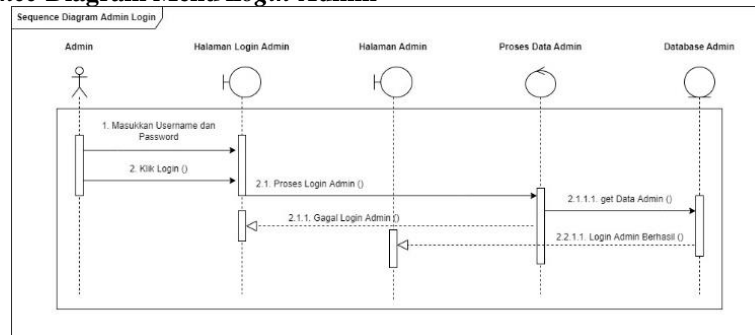 Diagram Menu Login Admin
Sequence Diagram Admin Login
Admin
Halaman Login Admin
Halaman Admin
Proses Data Admin
Database Admin
1. Masukkan Username dan
Password
2. Klik Login ()
2.1. Proses Login Admin ()
2.1.1.1. get Data Admin ()
2.1.1. Gagal Login Admin ()
2.2.1.1. Login Admin Berhasil ()